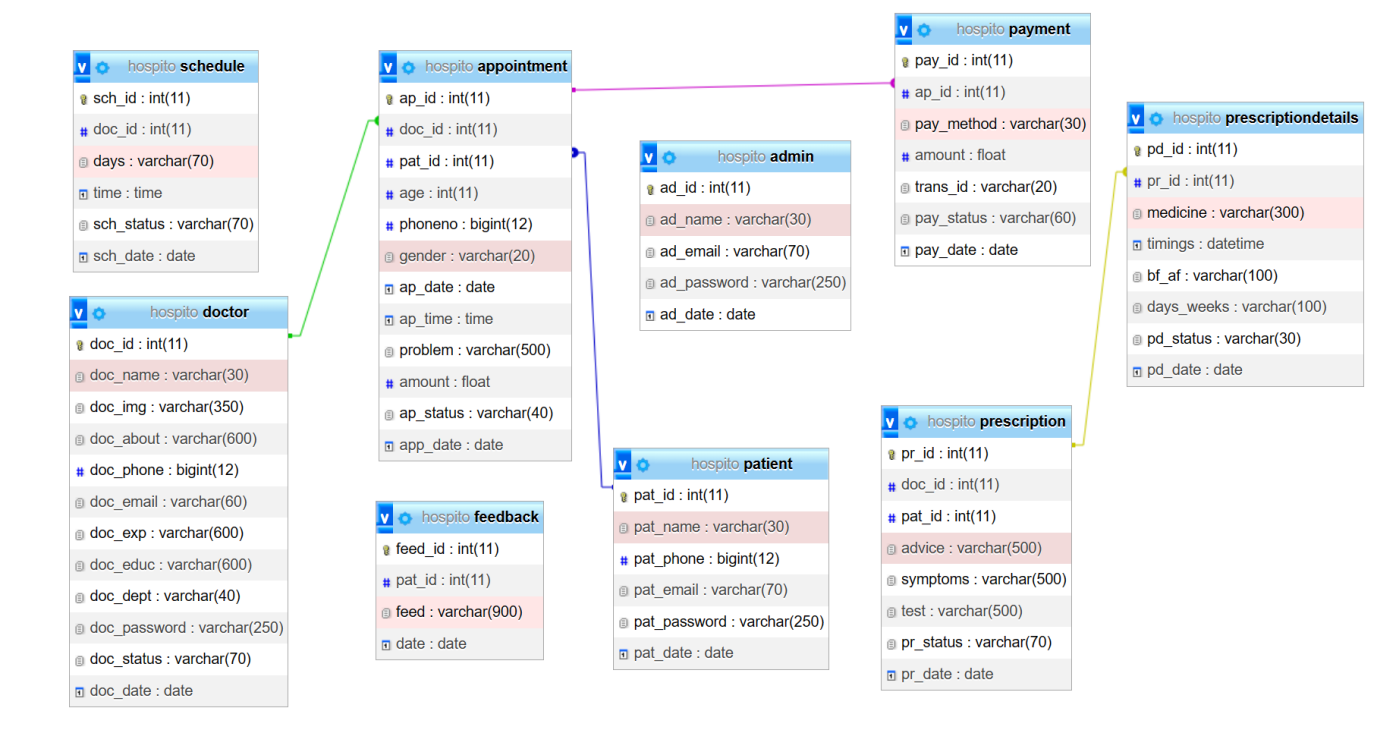 hospito schedule
sch_id : int(11)
doc_id : int(11)
days : varchar(70)
time : time
sch_status : varchar(70)
sch_date : date
hospito doctor
doc_id : int(11)
doc_name : varchar(30)
doc_img : varchar(350)
doc_about : varchar(600)
doc_phone : bigint(12)
doc_email : varchar(60)
doc_exp : varchar(600)
doc_educ : varchar(600)
doc_dept : varchar(40)
doc_password : varchar(250)
doc_status : varchar(70)
doc_date : date
hospito appointment
ap_id : int(11)
doc_id : int(11)
pat_id : int(11)
age : int(11)
phoneno : bigint(12)
gender : varchar(20)
ap_date : date
ap_time : time
problem : varchar(500)
amount : float
ap_status : varchar(40)
app_date : date
hospito feedback
feed_id : int(11)
pat_id : int(11)
feed : varchar(900)
date : date
hospito admin
ad_id : int(11)
ad_name : varchar(30)
ad_email : varchar(70)
ad_password : varchar(250)
ad_date : date
hospito patient
pat_id : int(11)
pat_name : varchar(30)
pat_phone : bigint(12)
pat_email : varchar(70)
pat_password : varchar(250)
pat_date : date
hospito payment
pay_id : int(11)
ap_id : int(11)
pay_method : varchar(30)
amount : float
trans_id : varchar(20)
pay_status : varchar(60)
pay_date : date
hospito prescription
pr_id : int(11)
doc_id : int(11)
pat_id : int(11)
advice : varchar(500)
symptoms : varchar(500)
test : varchar(500)
pr_status : varchar(70)
pr_date : date
hospito prescriptiondetails
pd_id : int(11)
pr_id : int(11)
medicine : varchar(300)
timings : datetime
bf_af : varchar(100)
days_weeks : varchar(100)
pd_status : varchar(30)
pd_date : date